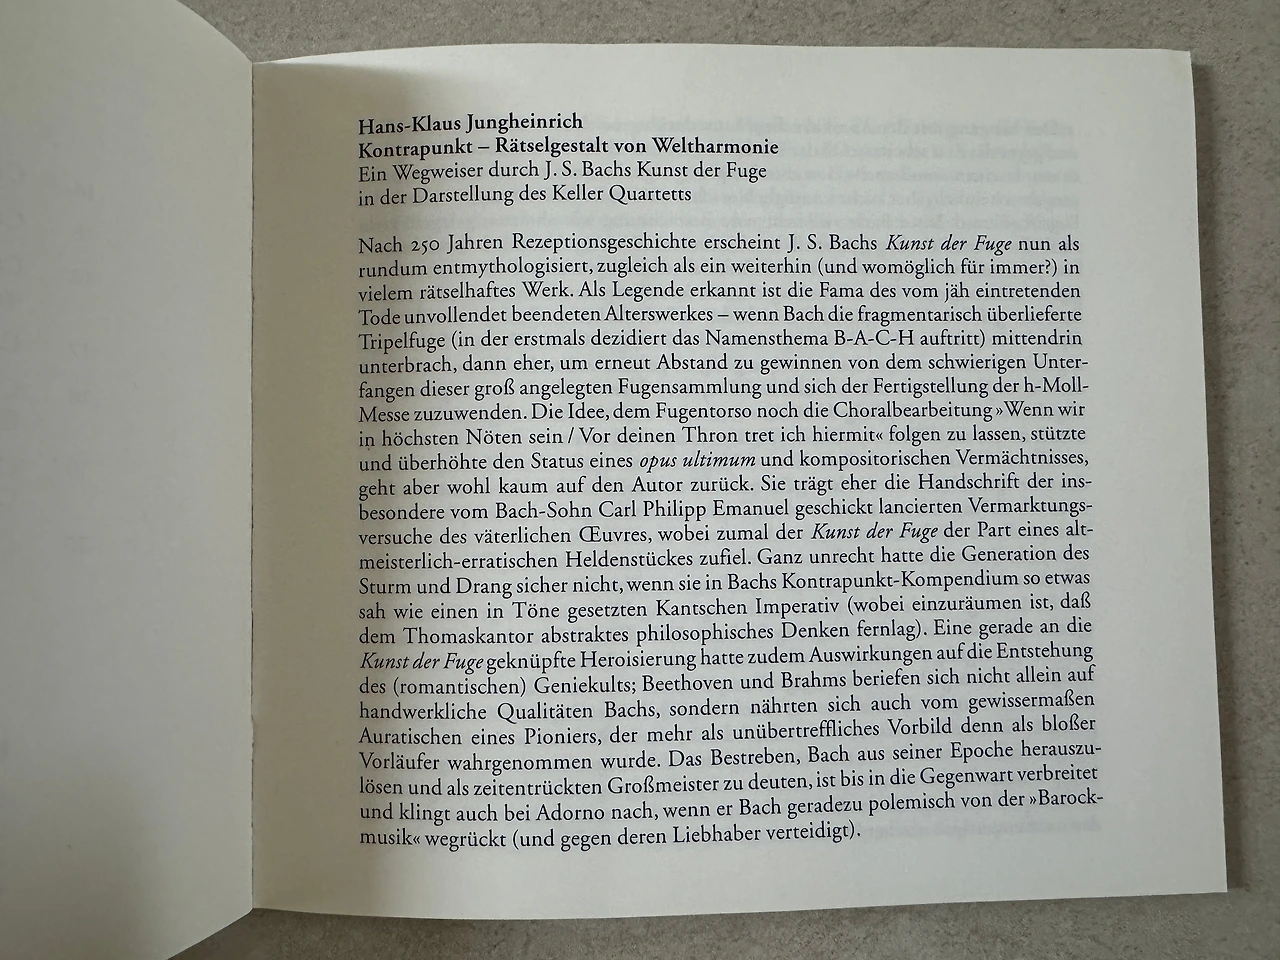 Hans-Klaus Jungheinrich
Kontrapunkt – Rätselgestalt von Weltharmonie
Ein Wegweiser durch J. S. Bachs Kunst der Fuge
in der Darstellung des Keller Quartetts
Nach 250 Jahren Rezeptionsgeschichte erscheint J. S. Bachs Kunst der Fuge nun als
rundum entmythologisiert, zugleich als ein weiterhin (und womöglich für immer?) in
vielem rätselhaftes Werk. Als Legende erkannt ist die Fama des vom jäh eintretenden
Tode unvollendet beendeten Alterswerkes – wenn Bach die fragmentarisch überlieferte
Tripelfuge (in der erstmals dezidiert das Namensthema B-A-C-H auftritt) mittendrin
unterbrach, dann eher, um erneut Abstand zu gewinnen von dem schwierigen Unter-
fangen dieser groß angelegten Fugensammlung und sich der Fertigstellung der h-Moll-
Messe zuzuwenden. Die Idee, dem Fugentorso noch die Choralbearbeitung »Wenn wir
in höchsten Nöten sein / Vor deinen Thron tret ich hiermit« folgen zu lassen, stützte
und überhöhte den Status eines opus ultimum und kompositorischen Vermächtnisses,
geht aber wohl kaum auf den Autor zurück. Sie trägt eher die Handschrift der ins-
besondere vom Bach-Sohn Carl Philipp Emanuel geschickt lancierten Vermarktungs-
versuche des väterlichen Œuvres, wobei zumal der Kunst der Fuge der Part eines alt-
meisterlich-erratischen Heldenstückes zufiel. Ganz unrecht hatte die Generation des
Sturm und Drang sicher nicht, wenn sie in Bachs Kontrapunkt-Kompendium so etwas
sah wie einen in Töne gesetzten Kantschen Imperativ (wobei einzuräumen ist, daß
dem Thomaskantor abstraktes philosophisches Denken fernlag). Eine gerade an die
Kunst der Fuge geknüpfte Heroisierung hatte zudem Auswirkungen auf die Entstehung
des (romantischen) Geniekults; Beethoven und Brahms beriefen sich nicht allein auf
handwerkliche Qualitäten Bachs, sondern nährten sich auch vom gewissermaßen
Auratischen eines Pioniers, der mehr als unübertreffliches Vorbild denn als bloßer
Vorläufer wahrgenommen wurde. Das Bestreben, Bach aus seiner Epoche herauszu-
lösen und als zeitentrückten Großmeister zu deuten, ist bis in die Gegenwart verbreitet
und klingt auch bei Adorno nach, wenn er Bach geradezu polemisch von der »Barock-
musik« wegrückt (und gegen deren Liebhaber verteidigt).